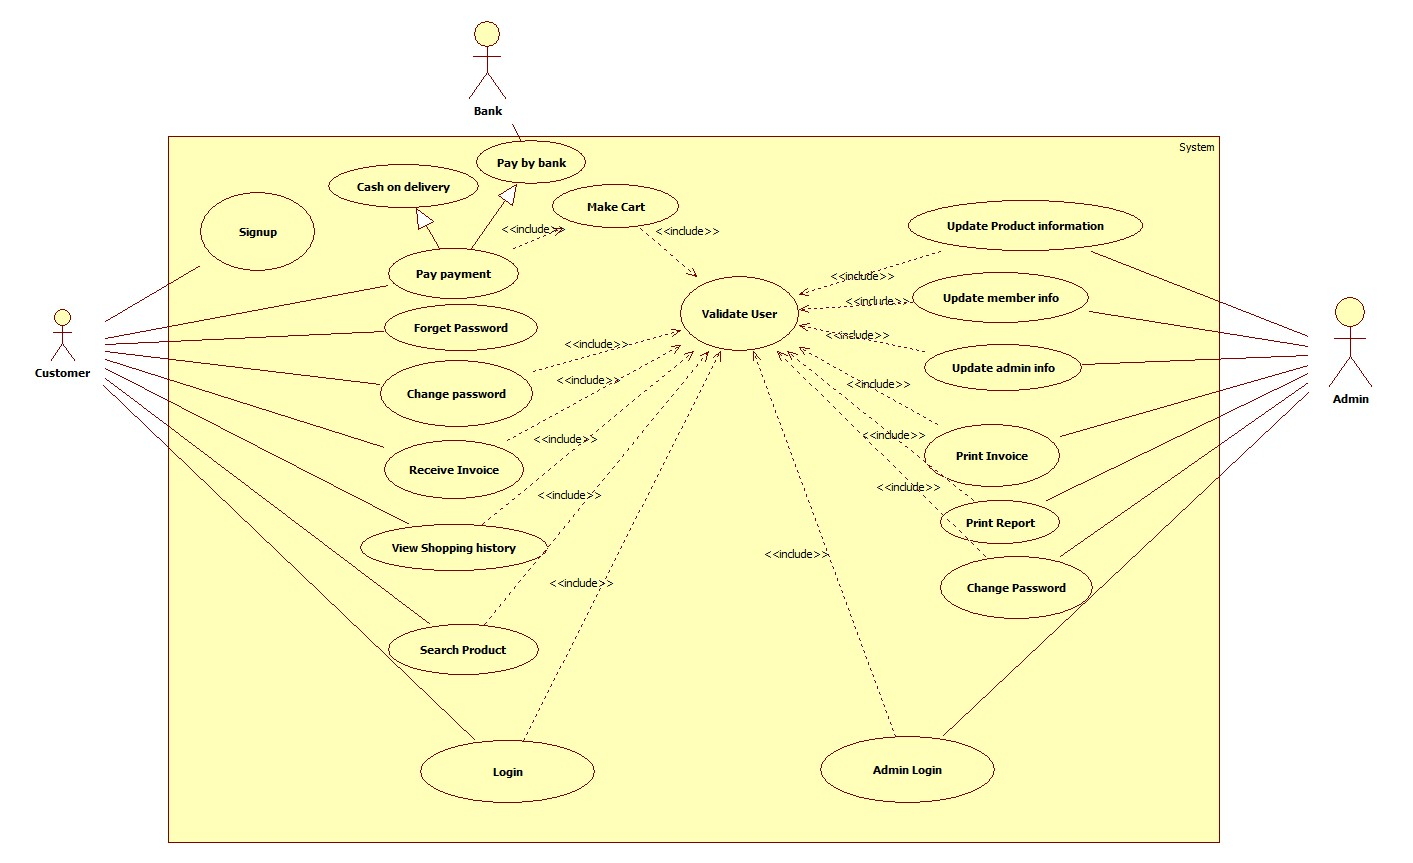 Bank
System
Pay by bank
Cash on delivery
Make Cart
Signup
<<include>>
<<include>>
Update Product information
Pay payment
<<include>>
Update member info
<<include>>
Validate User
Forget Password
<<include>>
<<include>>
Customer
Update admin info
<<include>>
<<include>>
Change password
Admin
<<include>>
<<include>>
Receive Invoice
Print Invoice
<<include>>
<<include>>
Print Report
View Shopping history
<<include>>
<<include>>
Change Password
Search Product
Login
Admin Login